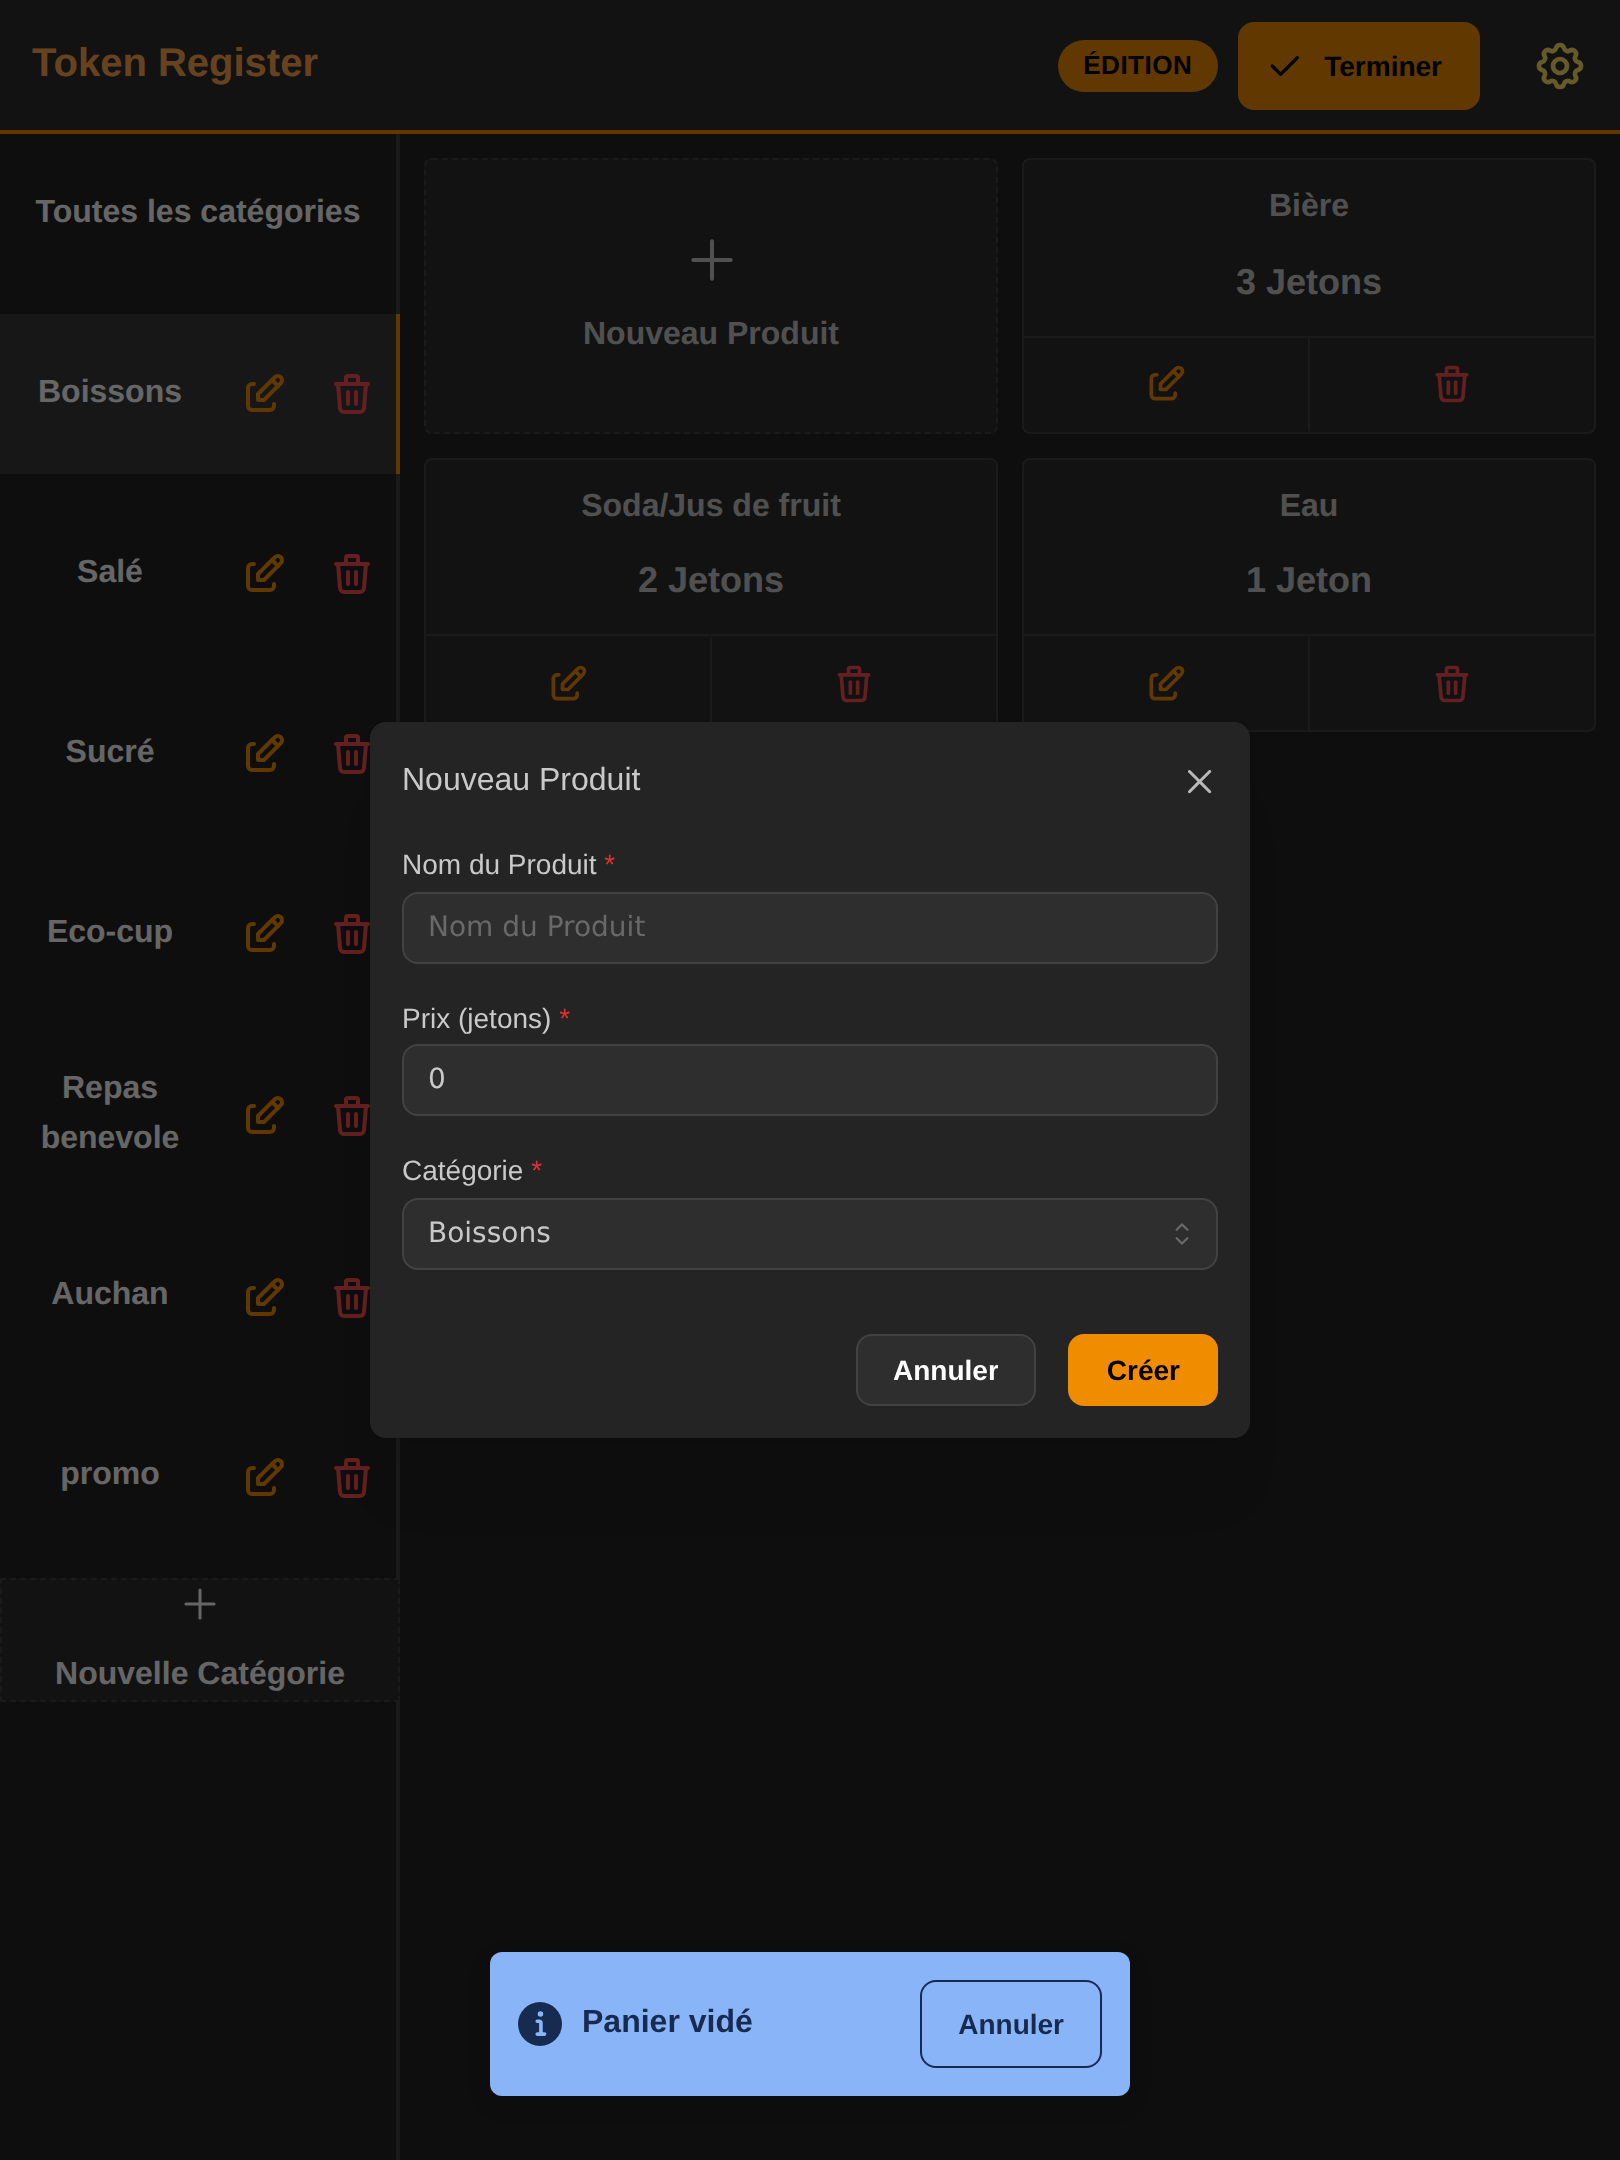 Token Register
ÉDITION
Terminer
Toutes les catégories
Boissons
Salé
Sucré
Eco-cup
Repas
benevole
Auchan
promo
Nouvelle Catégorie
Nouveau Produit
Bière
3 Jetons
Soda/Jus de fruit
2 Jetons
Eau
1 Jeton
Nouveau Produit
Nom du Produit *
Nom du Produit
Prix (jetons) *
0
Catégorie *
Boissons
Annuler
Créer
Panier vidé
Annuler